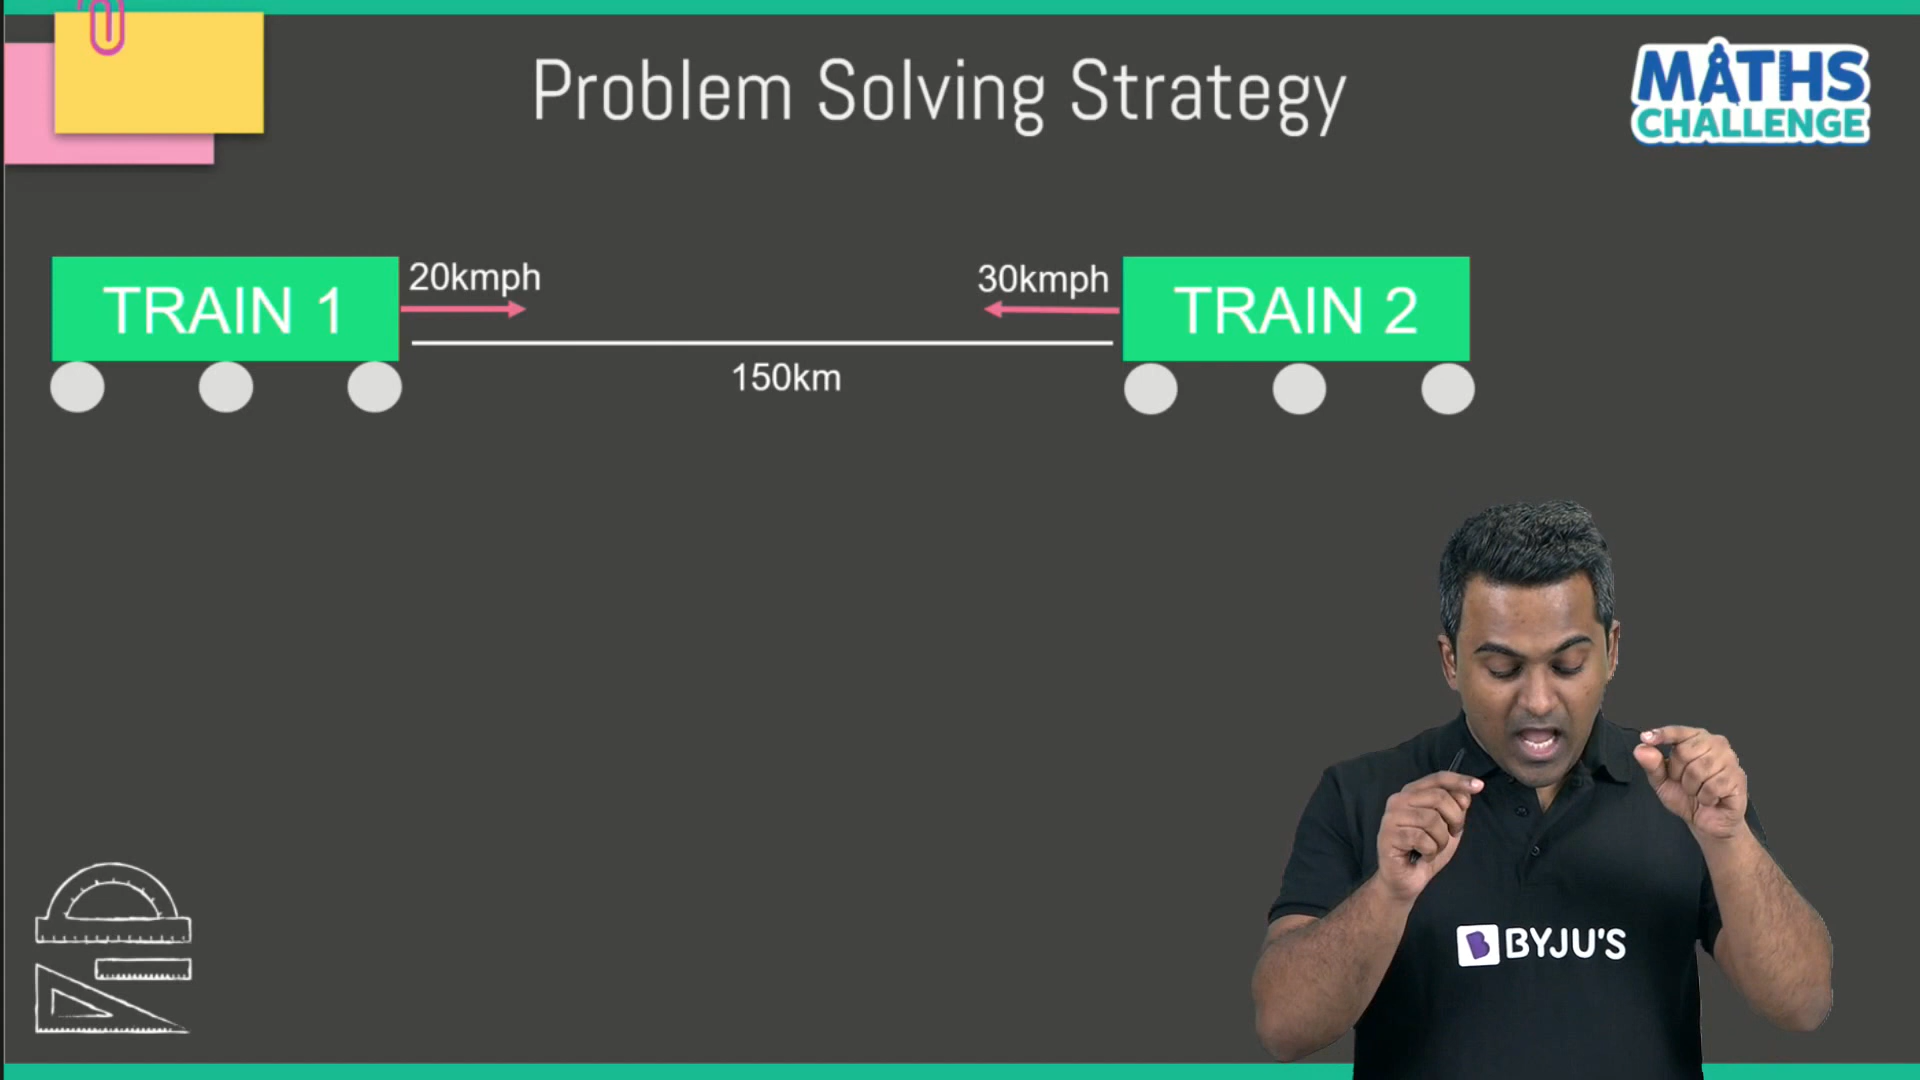 Problem Solving Strategy
MATHS
CHALLENGE
TRAIN 1
20kmph
30kmph
TRAIN 2
150km
BYJU'S